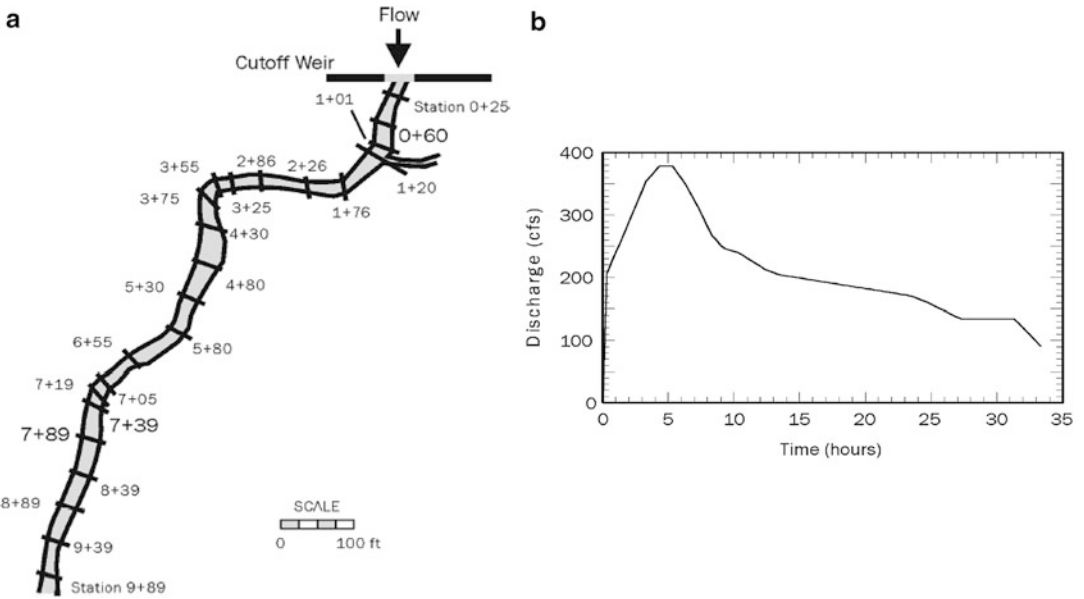 a
Flow
Cutoff Weir
1+01
Station 0+25
0+60
1+20
3+55
2+86
2+26
3+75
3+25
1+76
4+30
5+30
4+80
6+55
5+80
7+19
7+05
7+89
7+39
8+39
8+89
9+39
Station 9+89
SCALE
0 100 ft
b
Discharge (cfs)
400
300
200
100
0
0 5 10 15 20 25 30 35
Time (hours)